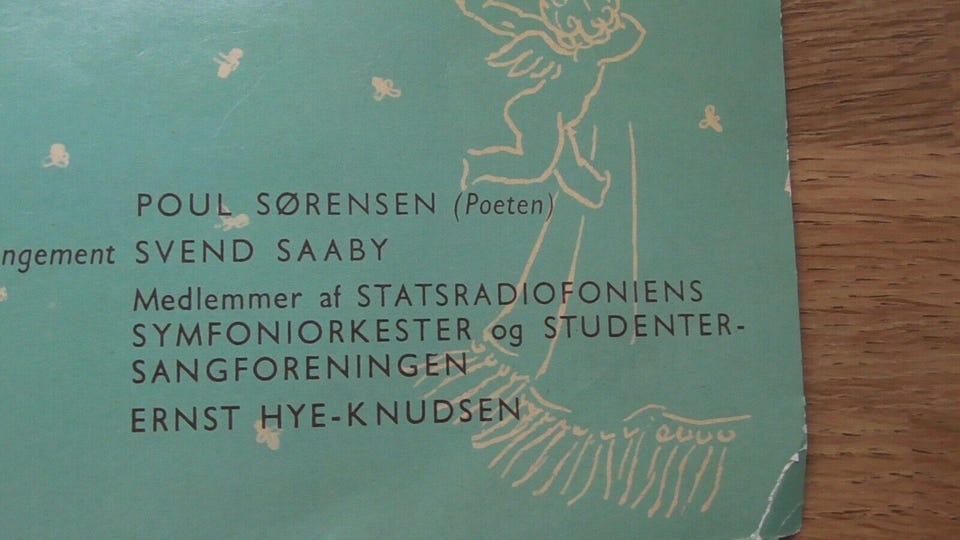 POUL SØRENSEN (Poeten)
ngement SVEND SAABY
Medlemmer af STATSRADIOFONIENS
SYMFONIORKESTER og STUDENTER-
SANGFORENINGEN
ERNST HYE-KNUDSEN